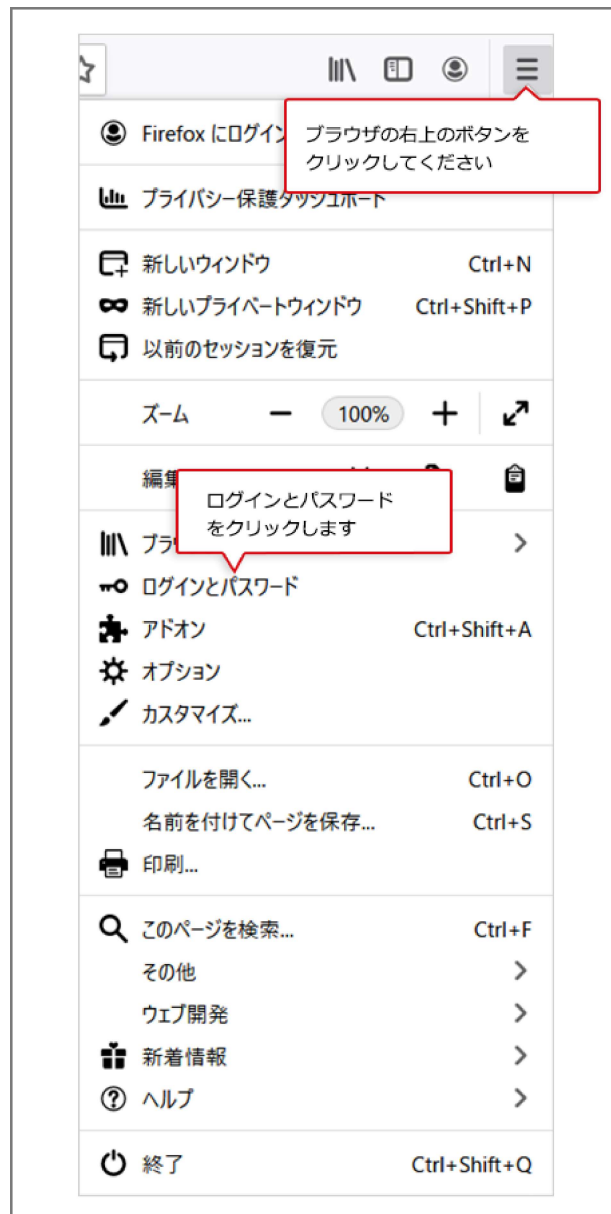 Firefox にログイン
ブラウザの右上のボタンを
クリックしてください
プライバシー保護ダッシュボード
新しいウィンドウ Ctrl+N
新しいプライベートウィンドウ Ctrl+Shift+P
以前のセッションを復元
ズーム 100%
編集
ログインとパスワード
をクリックします
ブラ
ログインとパスワード
アドオン Ctrl+Shift+A
オプション
カスタマイズ...
ファイルを開く... Ctrl+O
名前を付けてページを保存... Ctrl+S
印刷...
このページを検索... Ctrl+F
その他
ウェブ開発
新着情報
ヘルプ
終了 Ctrl+Shift+Q